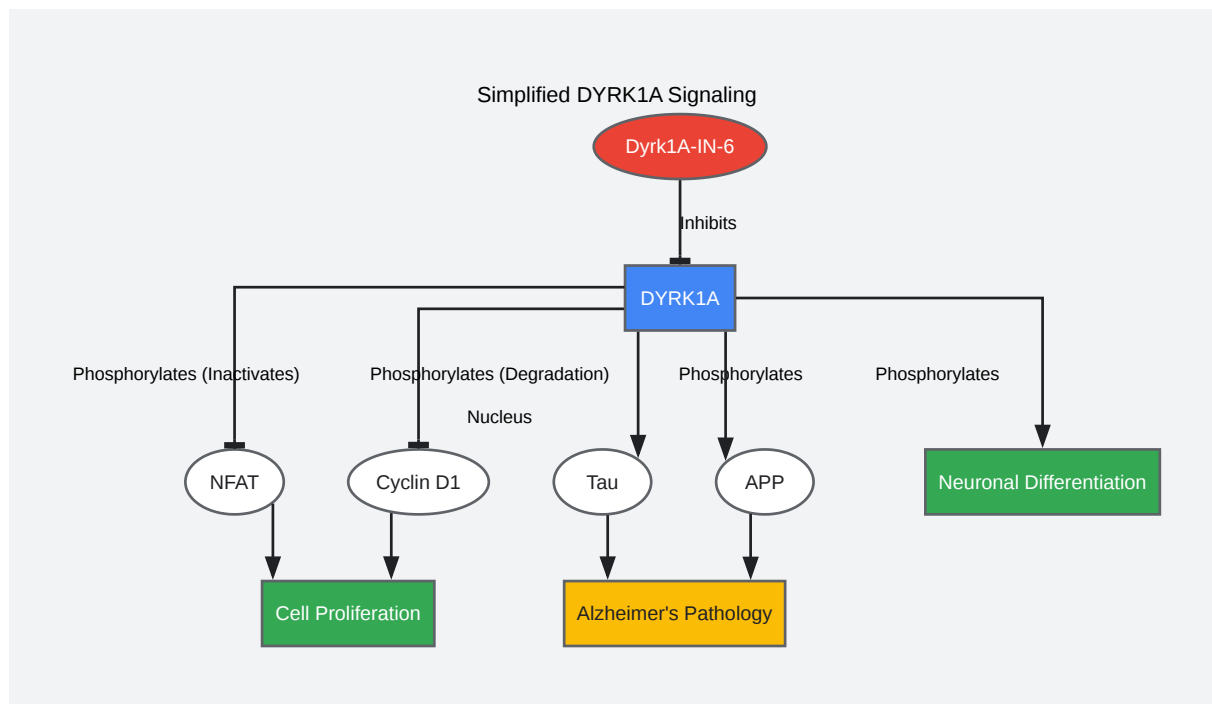 Simplified DYRK1A Signaling
Dyrk1A-IN-6
Inhibits
DYRK1A
Phosphorylates (Inactivates)
Phosphorylates (Degradation)
Phosphorylates
Phosphorylates
Nucleus
NFAT
Cyclin D1
Tau
APP
Neuronal Differentiation
Cell Proliferation
Alzheimer's Pathology